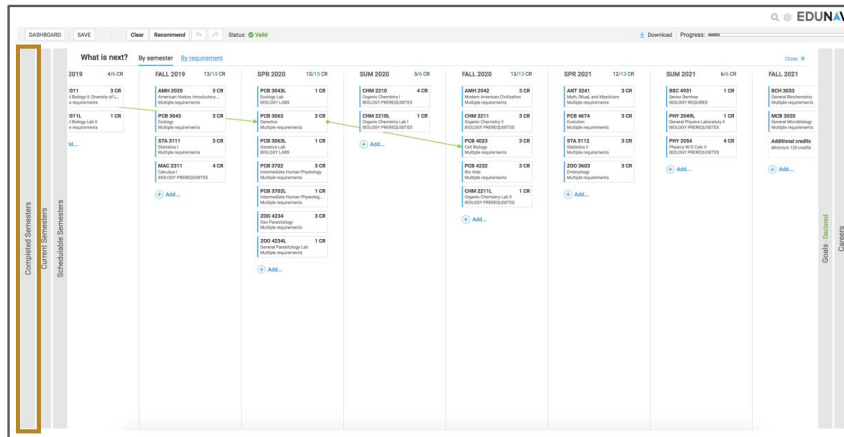 EDUNAV
DASHBOARD SAVE Clear Recommend Status: Valid Download Progress:
What is next? By semester By requirement Close ×
2019 4/6 CR
2011 3 CR
l Biology II: Diversity of L...
e requirements
2011L 1 CR
l Biology Lab II
e requirements
FALL 2019 13/13 CR
AMH 2020 3 CR
American History Introductory ...
Multiple requirements
PCB 3043 3 CR
Ecology
Multiple requirements
STA 3111 3 CR
Statistics I
Multiple requirements
MAC 2311 4 CR
Calculus I
BIOLOGY PREREQUISITES
Add...
SPR 2020 13/13 CR
PCB 3043L 1 CR
Ecology Lab
BIOLOGY LABS
PCB 3063 3 CR
Genetics
Multiple requirements
PCB 3063L 1 CR
Genetics Lab
BIOLOGY LABS
PCB 3702 3 CR
Intermediate Human Physiology
Multiple requirements
PCB 3702L 1 CR
Intermediate Human Physiolog...
Multiple requirements
ZOO 4234 3 CR
Gen Parasitology
Multiple requirements
ZOO 4234L 1 CR
General Parasitology Lab
Multiple requirements
Add...
SUM 2020 5/6 CR
CHM 2210 4 CR
Organic Chemistry I
BIOLOGY PREREQUISITES
CHM 2210L 1 CR
Organic Chemistry Lab I
BIOLOGY PREREQUISITES
Add...
FALL 2020 13/13 CR
AMH 2042 3 CR
Modern American Civilization
Multiple requirements
CHM 2211 3 CR
Organic Chemistry II
Multiple requirements
PCB 4023 3 CR
Cell Biology
Multiple requirements
PCB 4232 3 CR
Bio Aids
Multiple requirements
CHM 2211L 1 CR
Organic Chemistry Lab II
BIOLOGY PREREQUISITES
Add...
SPR 2021 12/13 CR
ANT 3241 3 CR
Myth, Ritual, and Mysticism
Multiple requirements
PCB 4674 3 CR
Evolution
Multiple requirements
STA 3112 3 CR
Statistics II
Multiple requirements
ZOO 3603 3 CR
Embryology
Multiple requirements
Add...
SUM 2021 6/6 CR
BSC 4931 1 CR
Senior Seminar
BIOLOGY REQUIRED
PHY 2049L 1 CR
General Physics Laboratory II
BIOLOGY PREREQUISITES
PHY 2054 4 CR
Physics W/O Calc II
BIOLOGY PREREQUISITES
Add...
FALL 2021
BCH 3033
General Biochemistry
Multiple requirements
MCB 3020
General Microbiology
Multiple requirements
Additional credits
Minimum 120 credits
Completed Semesters
Current Semesters
Schedulable Semesters
Goals - Declared
Careers